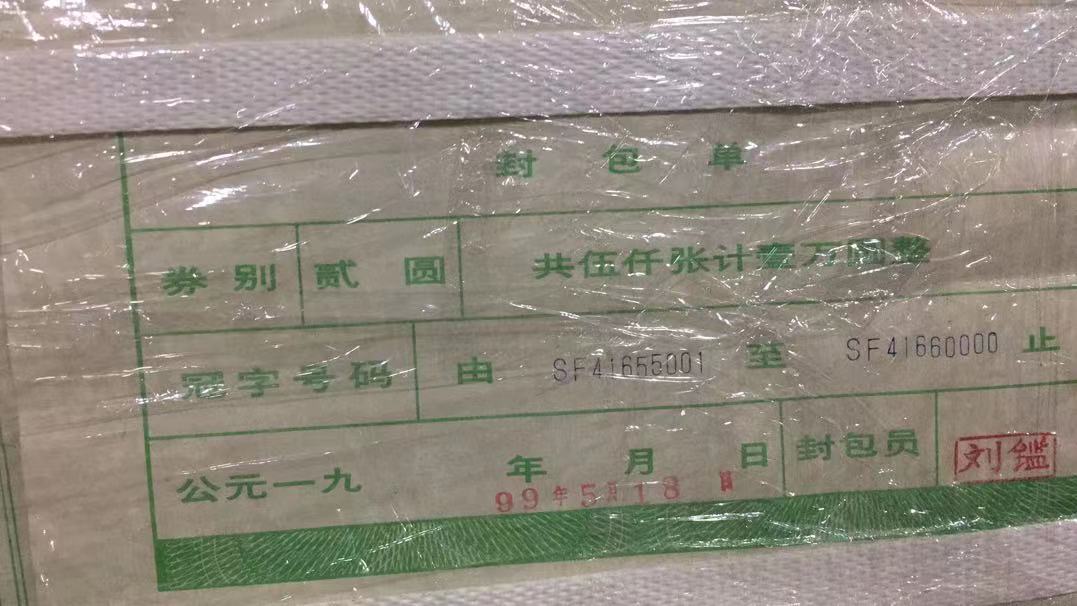 封包单
券别 贰圆 共伍仟张计壹万圆整
冠字号码 由 SF41655001 至 SF41660000 止
公元一九 年 月 日 封包员 刘鑑
99年5月18日